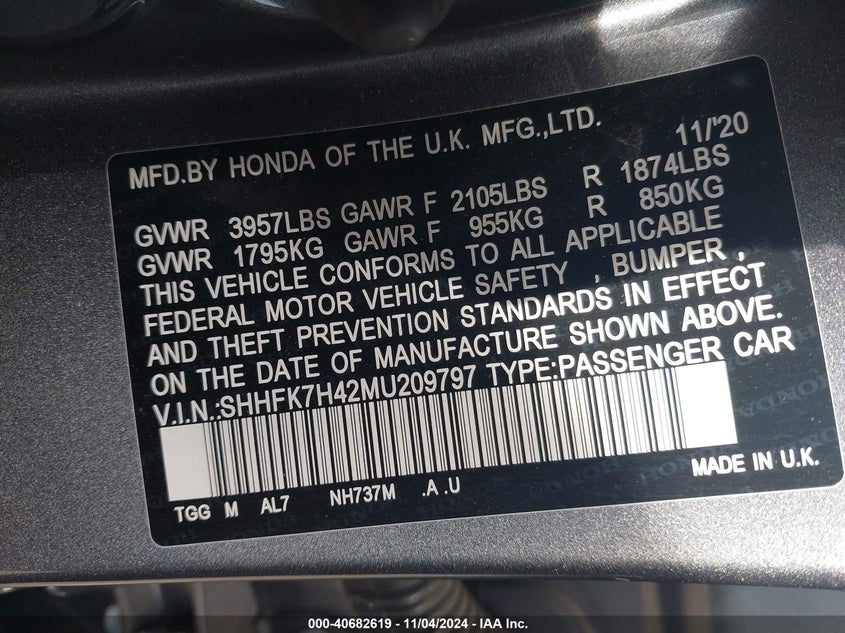 MFD.BY HONDA OF THE U.K. MFG.,LTD. 11/'20
GVWR 3957LBS GAWR F 2105LBS R 1874LBS
GVWR 1795KG GAWR F 955KG R 850KG
THIS VEHICLE CONFORMS TO ALL APPLICABLE
FEDERAL MOTOR VEHICLE SAFETY , BUMPER ,
AND THEFT PREVENTION STANDARDS IN EFFECT
ON THE DATE OF MANUFACTURE SHOWN ABOVE.
V.I.N.:SHHFK7H42MU209797 TYPE:PASSENGER CAR
TGG M AL7 NH737M .A .U MADE IN U.K.
000-40682619 - 11/04/2024 - IAA Inc.